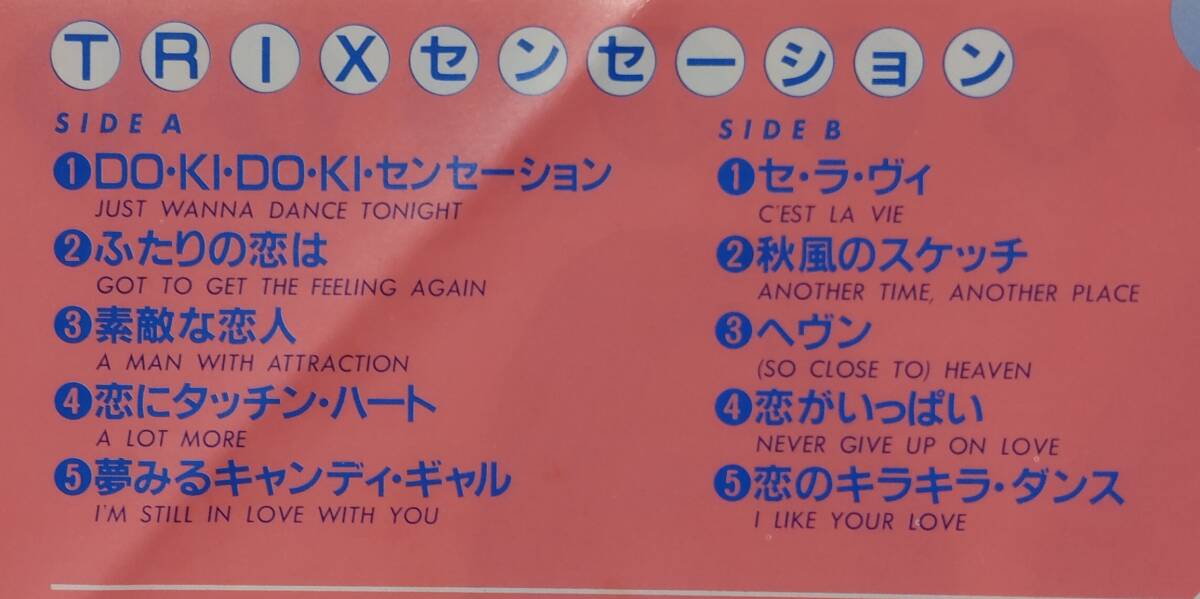 TRIXセンセーション
SIDE A
❶DO・KI・DO・KI・センセーション
JUST WANNA DANCE TONIGHT
❷ふたりの恋は
GOT TO GET THE FEELING AGAIN
❸素敵な恋人
A MAN WITH ATTRACTION
❹恋にタッチン・ハート
A LOT MORE
❺夢みるキャンディ・ギャル
I'M STILL IN LOVE WITH YOU
SIDE B
❶セ・ラ・ヴィ
C'EST LA VIE
❷秋風のスケッチ
ANOTHER TIME, ANOTHER PLACE
❸ヘヴン
(SO CLOSE TO) HEAVEN
❹恋がいっぱい
NEVER GIVE UP ON LOVE
❺恋のキラキラ・ダンス
I LIKE YOUR LOVE